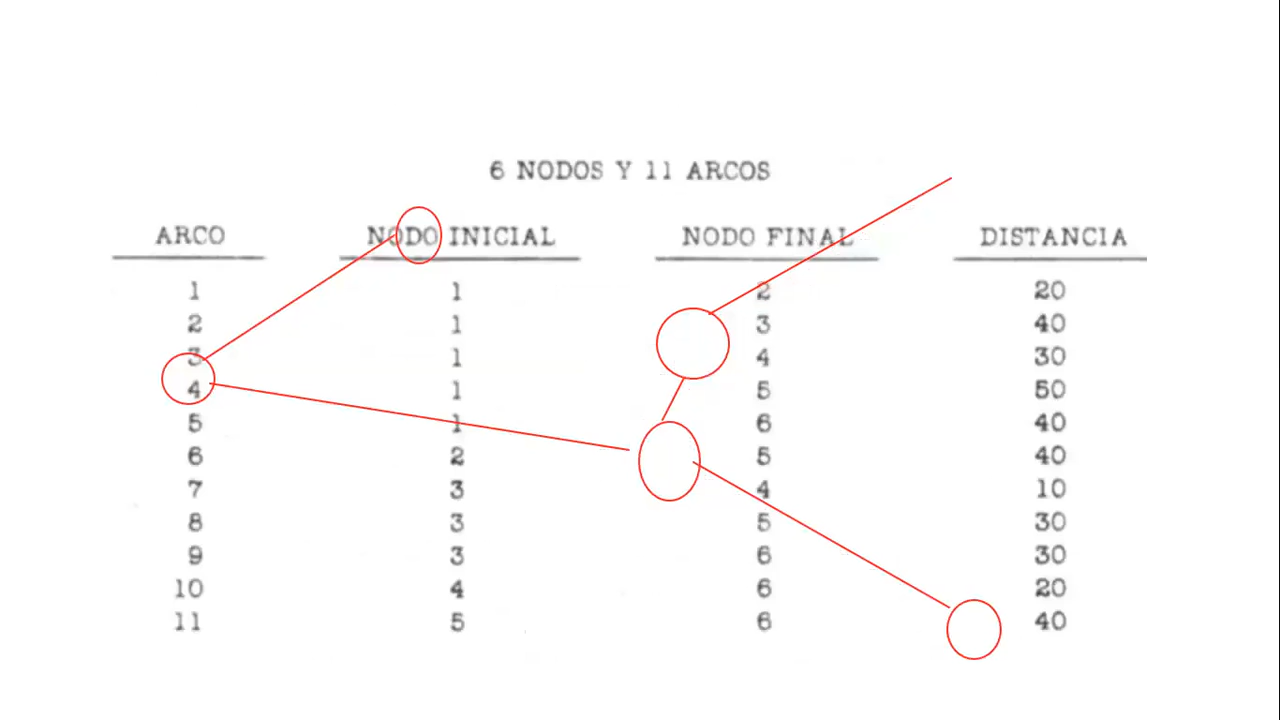 6 NODOS Y 11 ARCOS
ARCO NODO INICIAL NODO FINAL DISTANCIA
1 1 2 20
2 1 3 40
3 1 4 30
4 1 5 50
5 1 6 40
6 2 5 40
7 3 4 10
8 3 5 30
9 3 6 30
10 4 6 20
11 5 6 40